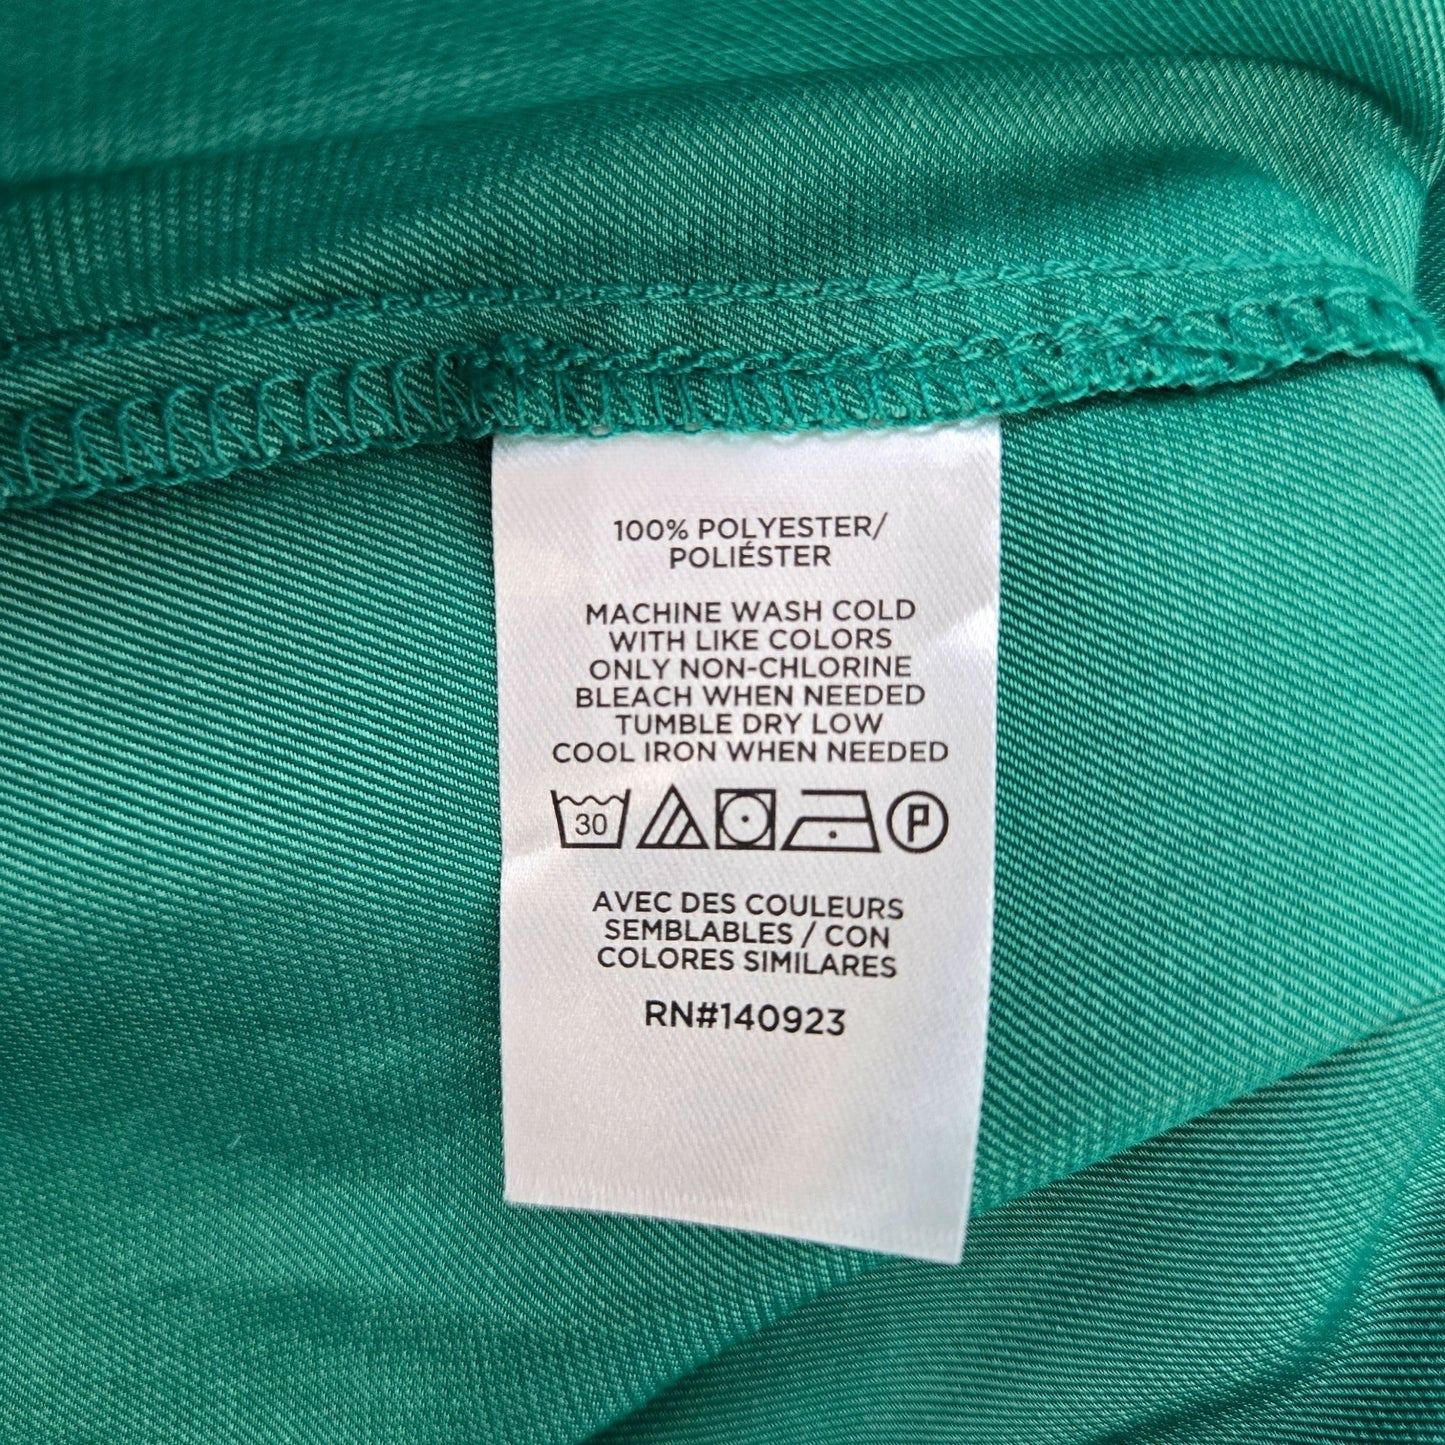 100% POLYESTER/
POLIÉSTER
MACHINE WASH COLD
WITH LIKE COLORS
ONLY NON-CHLORINE
BLEACH WHEN NEEDED
TUMBLE DRY LOW
COOL IRON WHEN NEEDED
30 P
AVEC DES COULEURS
SEMBLABLES / CON
COLORES SIMILARES
RN#140923